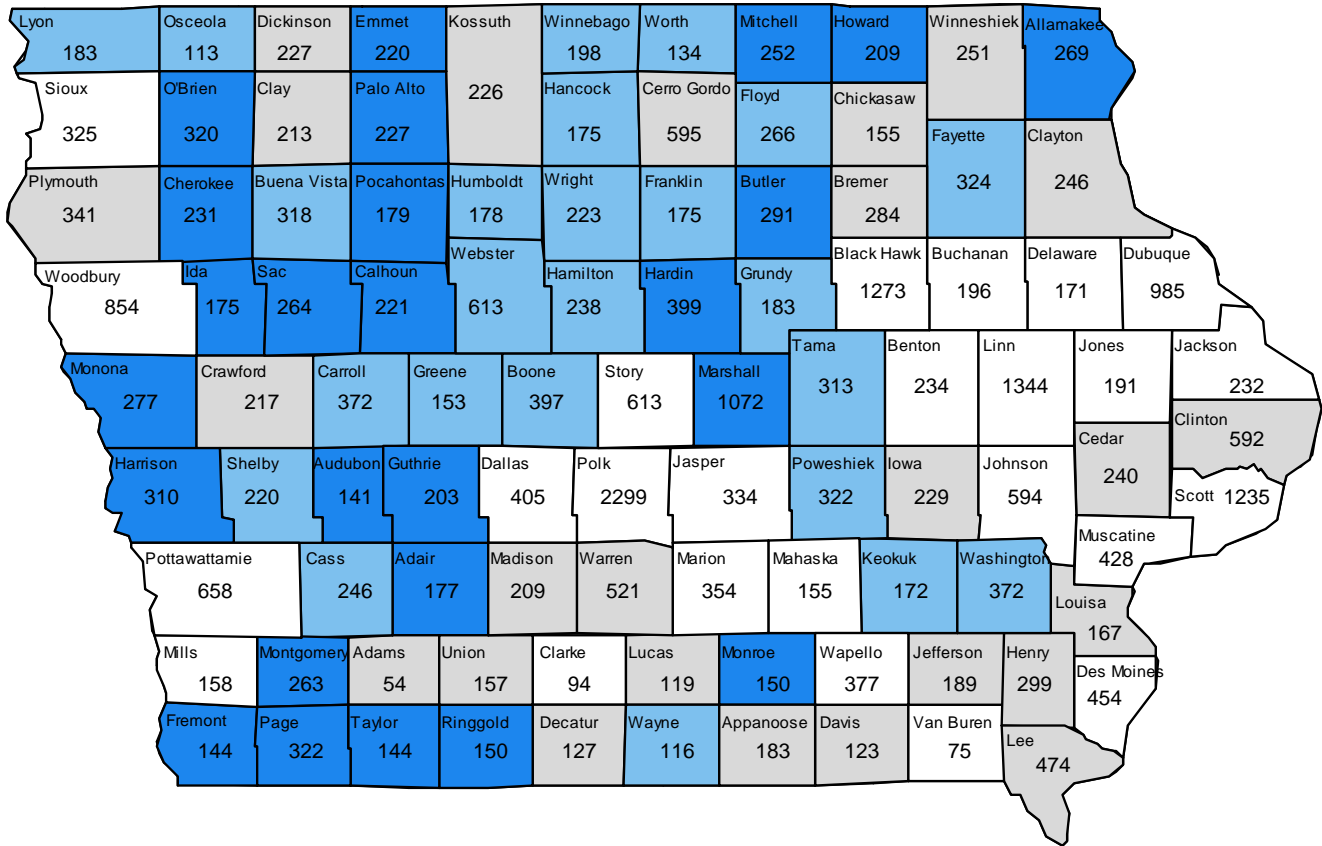 Lyon Osceola Dickinson Emmet Kossuth Winnebago Worth Mitchell Howard Winneshiek Allamakee
183 113 227 220 198 134 252 209 251 269
Sioux O'Brien Clay Palo Alto 226 Hancock Cerro Gordo Floyd Chickasaw
325 320 213 227 175 595 266 155
Fayette Clayton
324 246
Plymouth Cherokee Buena Vista Pocahontas Humboldt Wright Franklin Butler Bremer
341 231 318 179 178 223 175 291 284
Woodbury Ida Sac Calhoun Webster Hamilton Hardin Grundy Black Hawk Buchanan Delaware Dubuque
854 175 264 221 613 238 399 183 1273 196 171 985
Monona Crawford Carroll Greene Boone Story Marshall Tama Benton Linn Jones Jackson
277 217 372 153 397 613 1072 313 234 1344 191 232
Clinton
592
Harrison Shelby Audubon Guthrie Dallas Polk Jasper Poweshiek Iowa Johnson Cedar
310 220 141 203 405 2299 334 322 229 594 240
Scott 1235
Muscatine
428
Pottawattamie Cass Adair Madison Warren Marion Mahaska Keokuk Washington
658 246 177 209 521 354 155 172 372
Louisa
167
Mills Montgomery Adams Union Clarke Lucas Monroe Wapello Jefferson Henry Des Moines
158 263 54 157 94 119 150 377 189 299 454
Fremont Page Taylor Ringgold Decatur Wayne Appanoose Davis Van Buren Lee
144 322 144 150 127 116 183 123 75 474